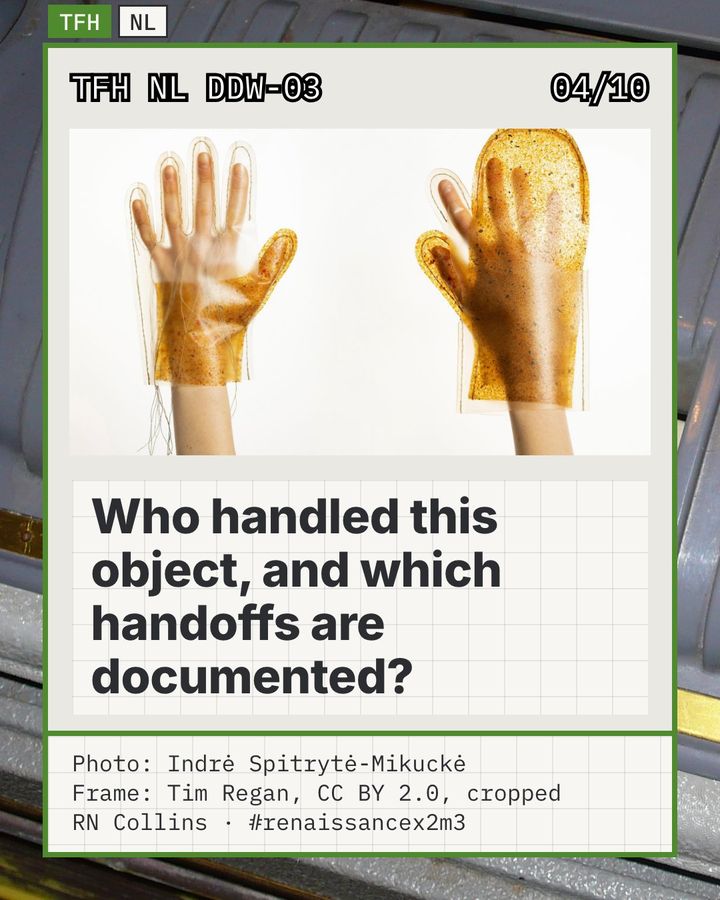 TFH NL
TFH NL DDW-03 04/10
Who handled this
object, and which
handoffs are
documented?
Photo: Indrė Spitrytė-Mikuckė
Frame: Tim Regan, CC BY 2.0, cropped
RN Collins · #renaissancex2m3